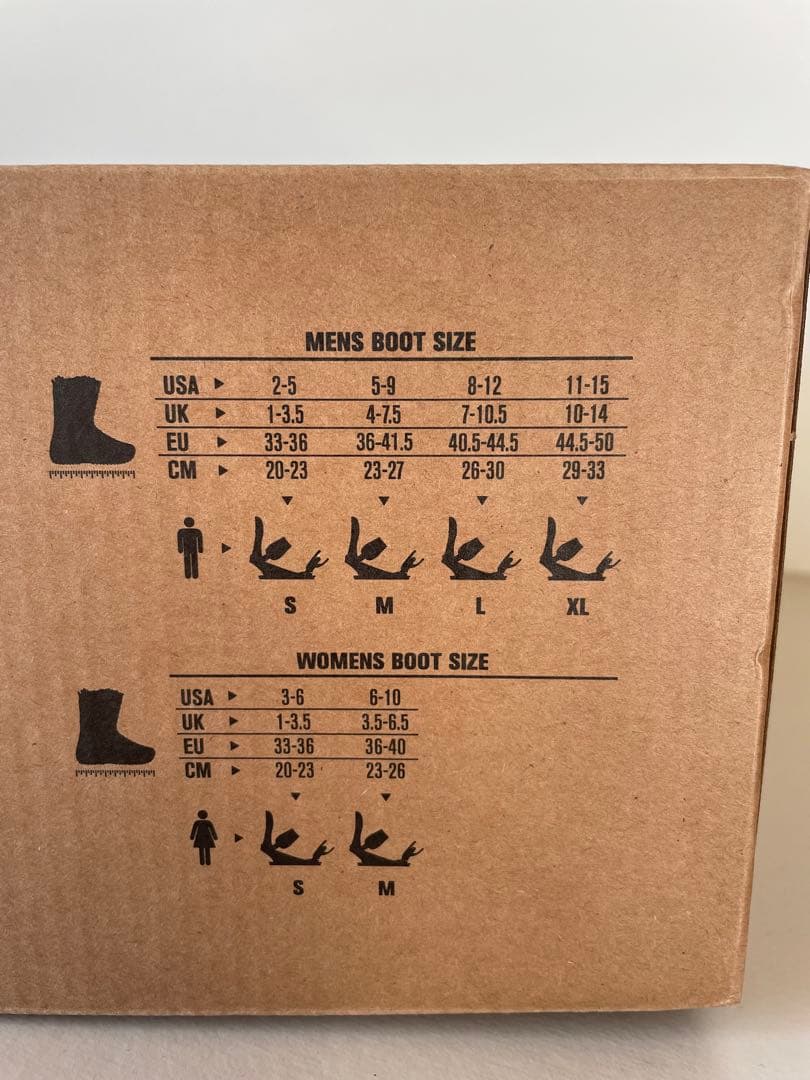 MENS BOOT SIZE
USA ▶ 2-5 5-9 8-12 11-15
UK ▶ 1-3.5 4-7.5 7-10.5 10-14
EU ▶ 33-36 36-41.5 40.5-44.5 44.5-50
CM ▶ 20-23 23-27 26-30 29-33
S M L XL
WOMENS BOOT SIZE
USA ▶ 3-6 6-10
UK ▶ 1-3.5 3.5-6.5
EU ▶ 33-36 36-40
CM ▶ 20-23 23-26
S M